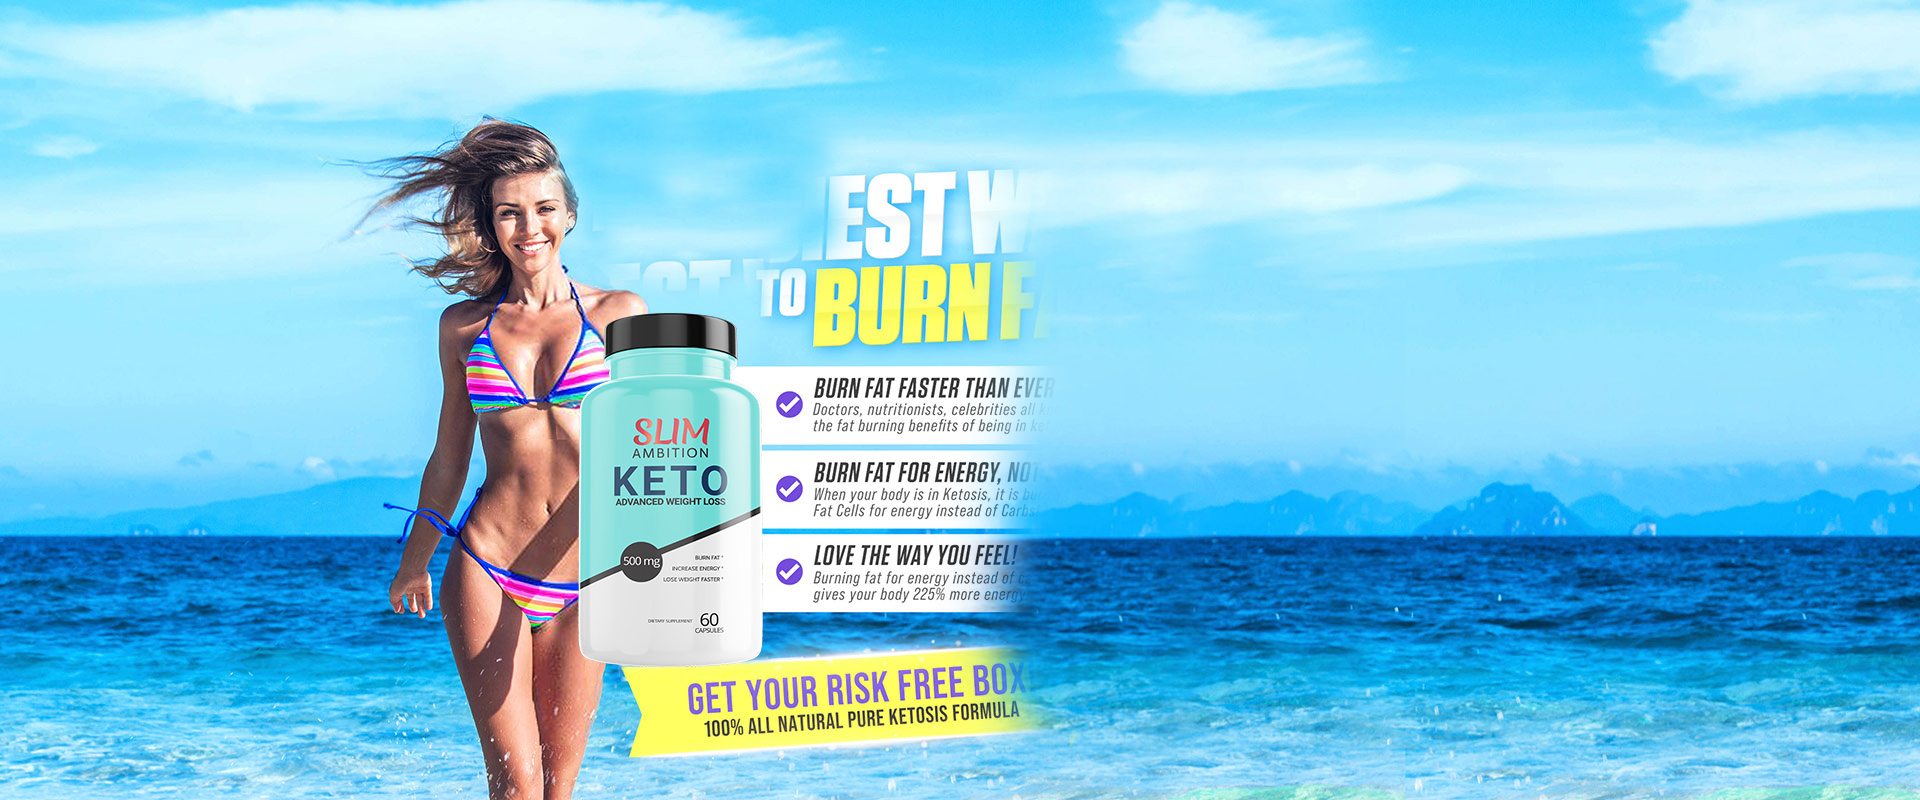 EST W
TO BURN F
BURN FAT FASTER THAN EVER
Doctors, nutritionists, celebrities all
the fat burning benefits of being in
BURN FAT FOR ENERGY, NOT
When your body is in Ketosis, it is
Fat Cells for energy instead of Carbs
LOVE THE WAY YOU FEEL!
Burning fat for energy instead of
gives your body 225% more energy
SLIM
AMBITION
KETO
ADVANCED WEIGHT LOSS
500 mg
BURN FAT *
INCREASE ENERGY *
LOSE WEIGHT FASTER *
DIETARY SUPPLEMENT
60
CAPSULES
GET YOUR RISK FREE BOX
100% ALL NATURAL PURE KETOSIS FORMULA